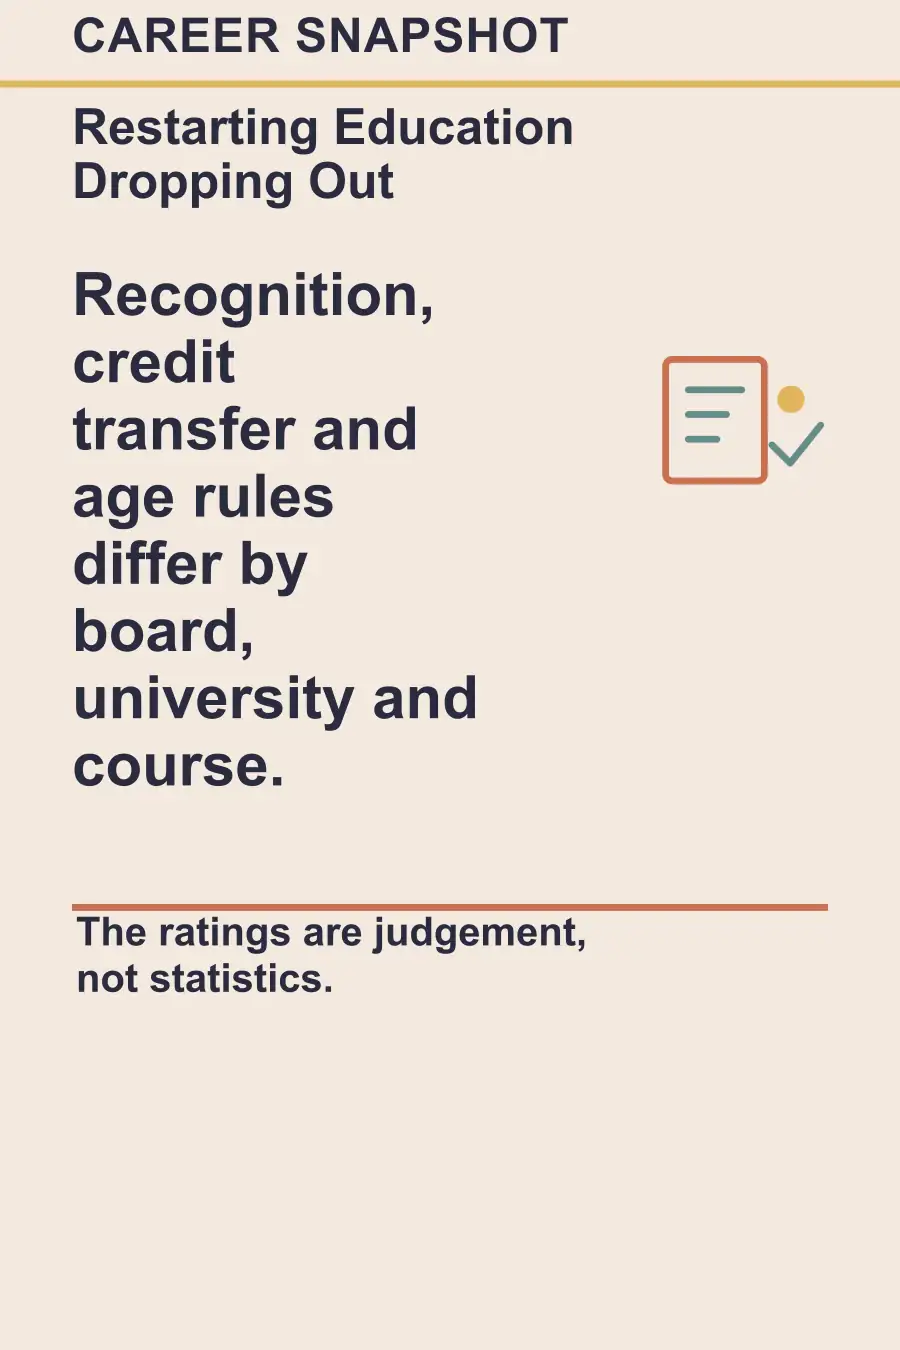 CAREER SNAPSHOT
Restarting Education
Dropping Out
Recognition,
credit
transfer and
age rules
differ by
board,
university and
course.
The ratings are judgement,
not statistics.